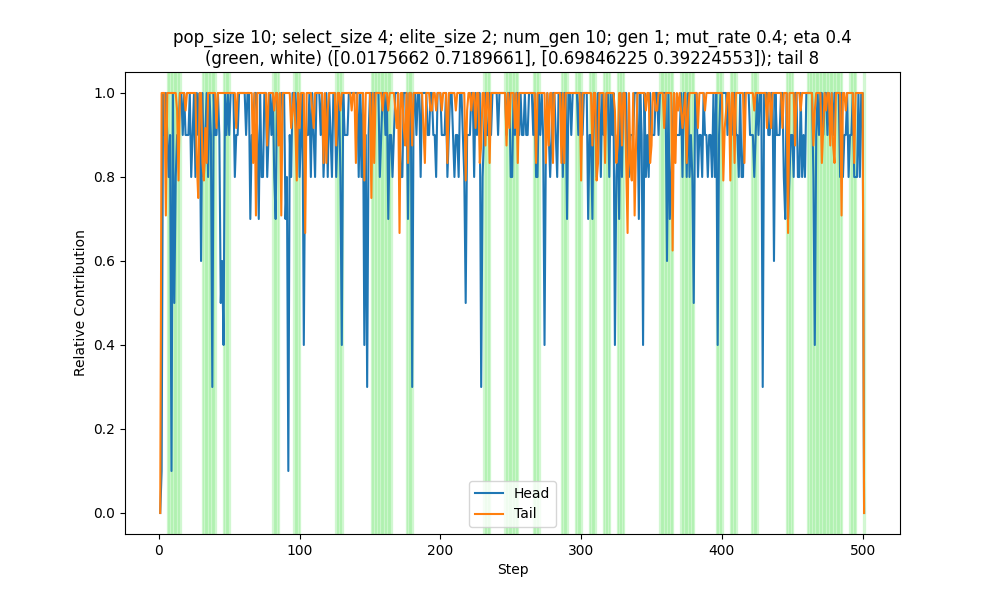 pop_size 10; select_size 4; elite_size 2; num_gen 10; gen 1; mut_rate 0.4; eta 0.4
(green, white) ([0.0175662 0.7189661], [0.69846225 0.39224553]); tail 8
1.0
0.8
0.6
0.4
0.2
0.0
Relative Contribution
Head
Tail
0
100
200
300
400
500
Step